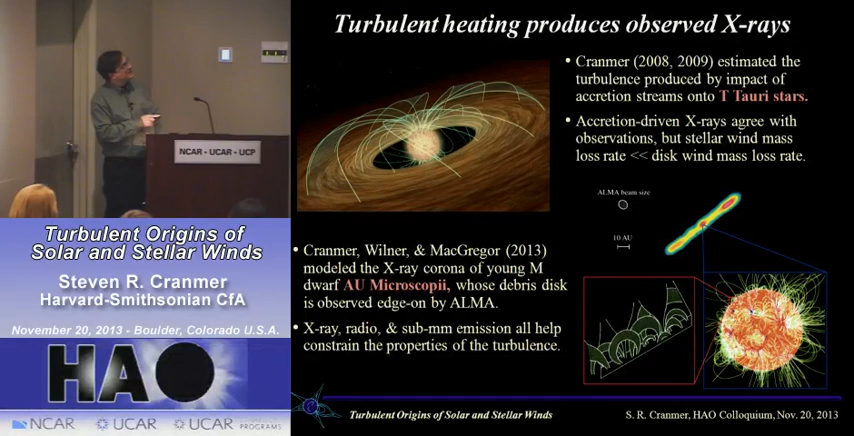 Turbulent heating produces observed X-rays
• Cranmer (2008, 2009) estimated the
turbulence produced by impact of
accretion streams onto T Tauri stars.
• Accretion-driven X-rays agree with
observations, but stellar wind mass
loss rate << disk wind mass loss rate.
NCAR - UCAR - UCP
ALMA beam size
10 AU
Turbulent Origins of
Solar and Stellar Winds
Steven R. Cranmer
Harvard-Smithsonian CfA
November 20, 2013 - Boulder, Colorado U.S.A.
HAO
NCAR
UCAR
UCAR
PROGRAMS
• Cranmer, Wilner, & MacGregor (2013)
modeled the X-ray corona of young M
dwarf AU Microscopii, whose debris disk
is observed edge-on by ALMA.
• X-ray, radio, & sub-mm emission all help
constrain the properties of the turbulence.
Turbulent Origins of Solar and Stellar Winds
S. R. Cranmer, HAO Colloquium, Nov. 20, 2013